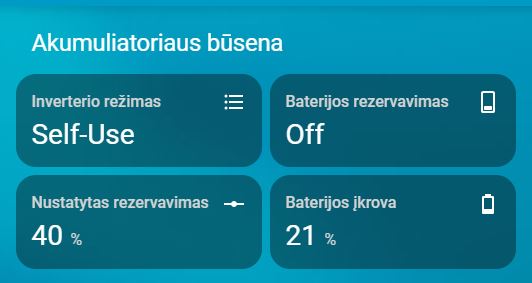 Akumuliatoriaus būsena
Inverterio režimas
Self-Use
Baterijos rezervavimas
Off
Nustatytas rezervavimas
40 %
Baterijos įkrova
21 %